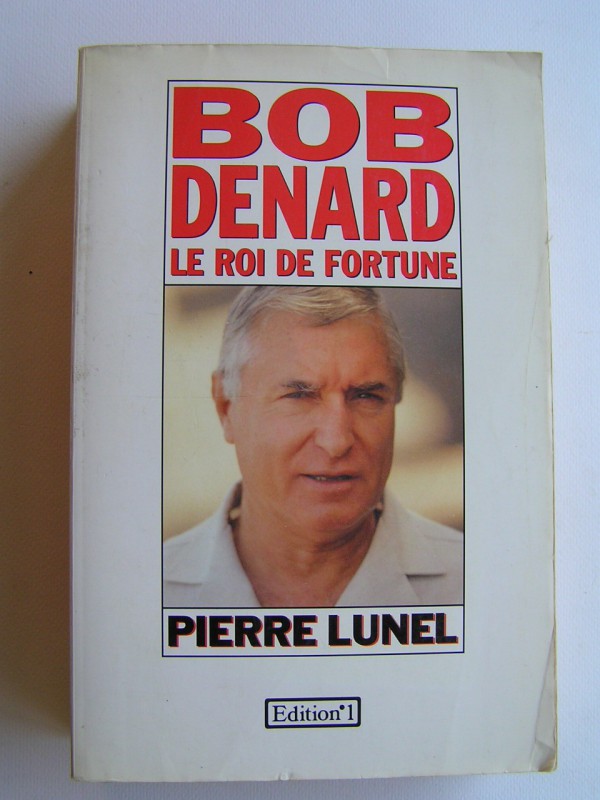 BOB
DENARD
LE ROI DE FORTUNE
PIERRE LUNEL
Edition°1